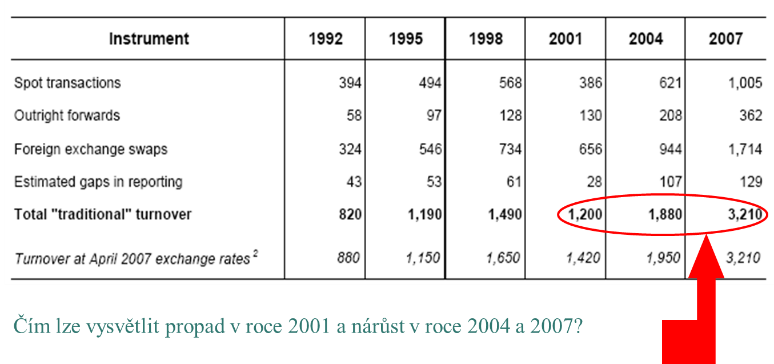 Instrument 1992 1995 1998 2001 2004 2007
Spot transactions 394 494 568 386 621 1,005
Outright forwards 58 97 128 130 208 362
Foreign exchange swaps 324 546 734 656 944 1,714
Estimated gaps in reporting 43 53 61 28 107 129
Total "traditional" turnover 820 1,190 1,490 1,200 1,880 3,210
Turnover at April 2007 exchange rates 2 880 1,150 1,650 1,420 1,950 3,210
Čím lze vysvětlit propad v roce 2001 a nárůst v roce 2004 a 2007?